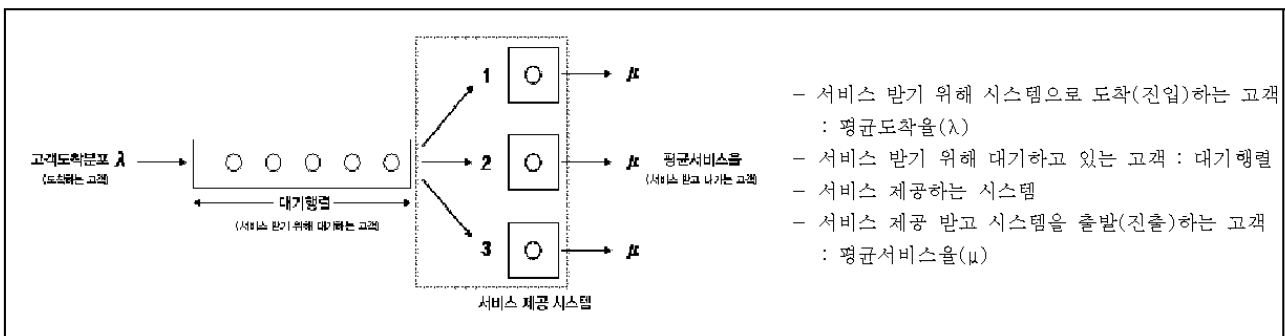 고객도착분포 λ
(도착하는 고객)
대기행렬
(서비스 받기 위해 대기하는 고객)
1
2
3
μ
μ
μ
평균서비스율
(서비스 받고 나가는 고객)
서비스 제공 시스템
- 서비스 받기 위해 시스템으로 도착(진입)하는 고객
: 평균도착율(λ)
- 서비스 받기 위해 대기하고 있는 고객 : 대기행렬
- 서비스 제공하는 시스템
- 서비스 제공 받고 시스템을 출발(진출)하는 고객
: 평균서비스율(μ)